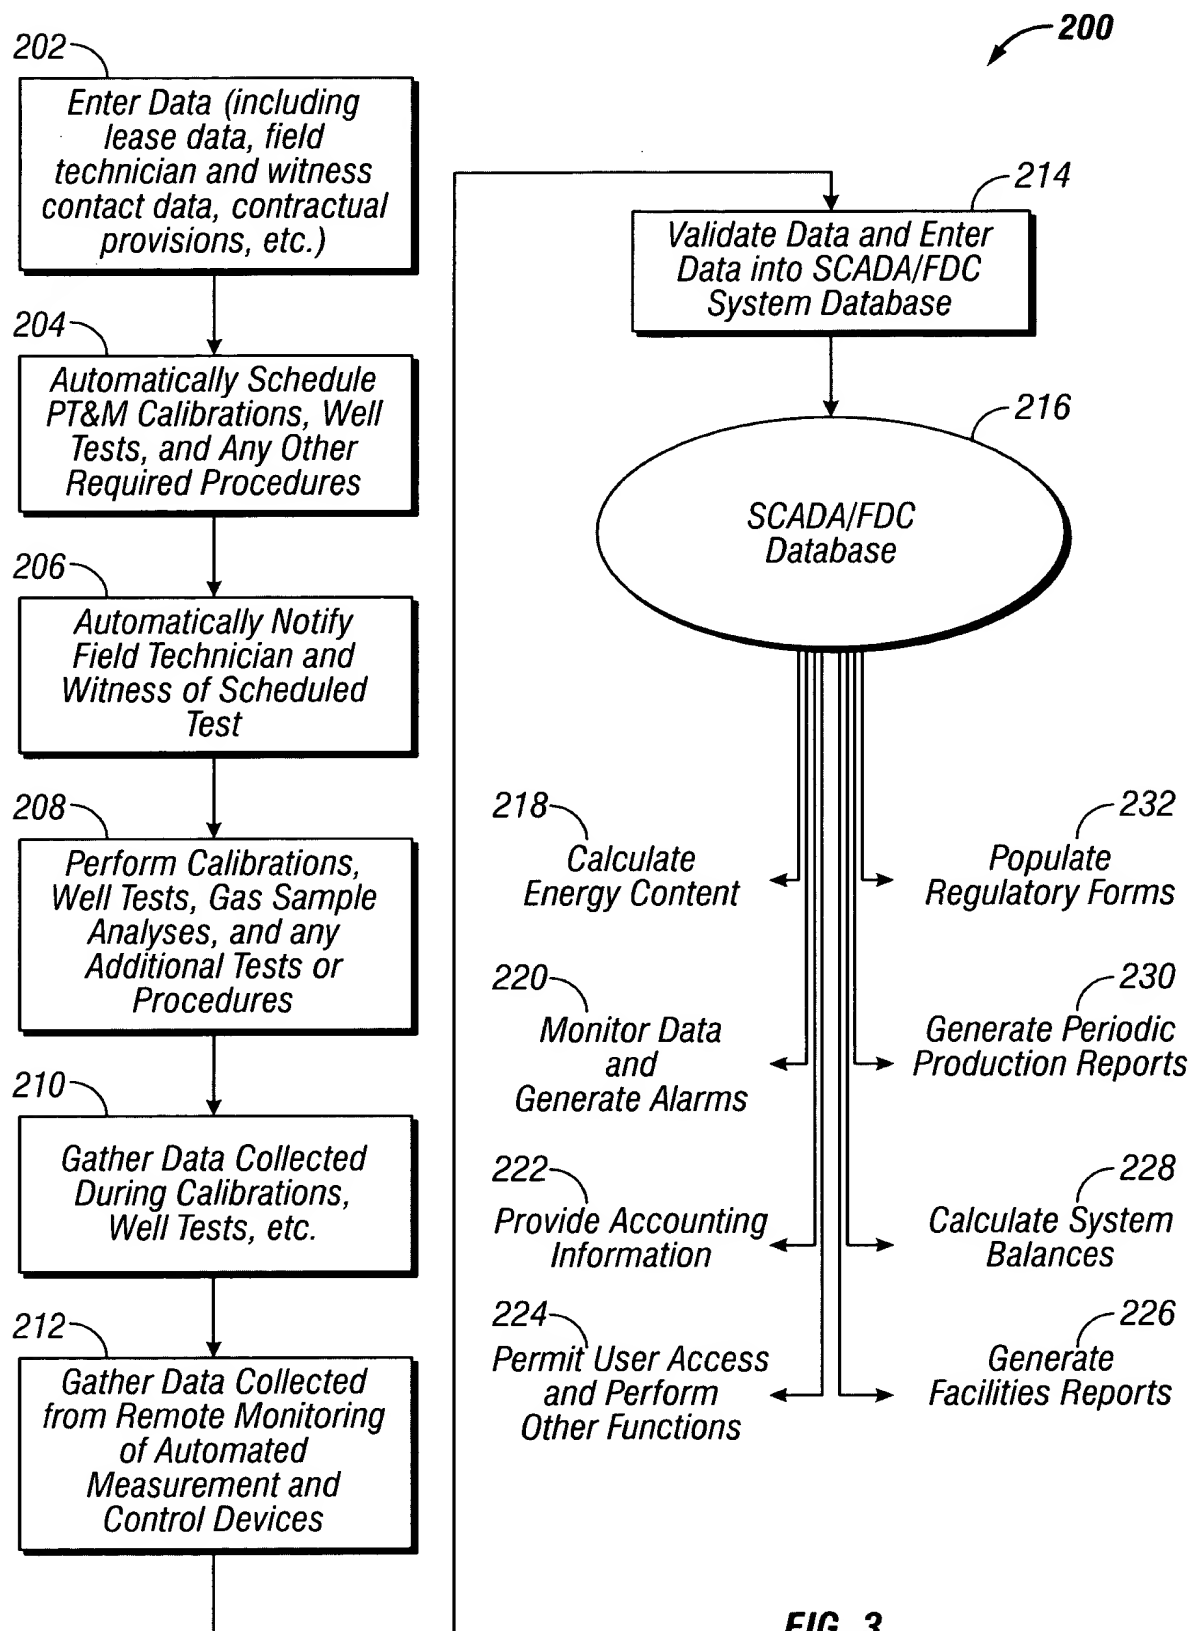 200
202
Enter Data (including
lease data, field
technician and witness
contact data, contractual
provisions, etc.)
204
Automatically Schedule
PT&M Calibrations, Well
Tests, and Any Other
Required Procedures
206
Automatically Notify
Field Technician and
Witness of Scheduled
Test
208
Perform Calibrations,
Well Tests, Gas Sample
Analyses, and any
Additional Tests or
Procedures
210
Gather Data Collected
During Calibrations,
Well Tests, etc.
212
Gather Data Collected
from Remote Monitoring
of Automated
Measurement and
Control Devices
214
Validate Data and Enter
Data into SCADA/FDC
System Database
216
SCADA/FDC
Database
218
Calculate
Energy Content
220
Monitor Data
and
Generate Alarms
222
Provide Accounting
Information
224
Permit User Access
and Perform
Other Functions
232
Populate
Regulatory Forms
230
Generate Periodic
Production Reports
228
Calculate System
Balances
226
Generate
Facilities Reports
FIG. 3